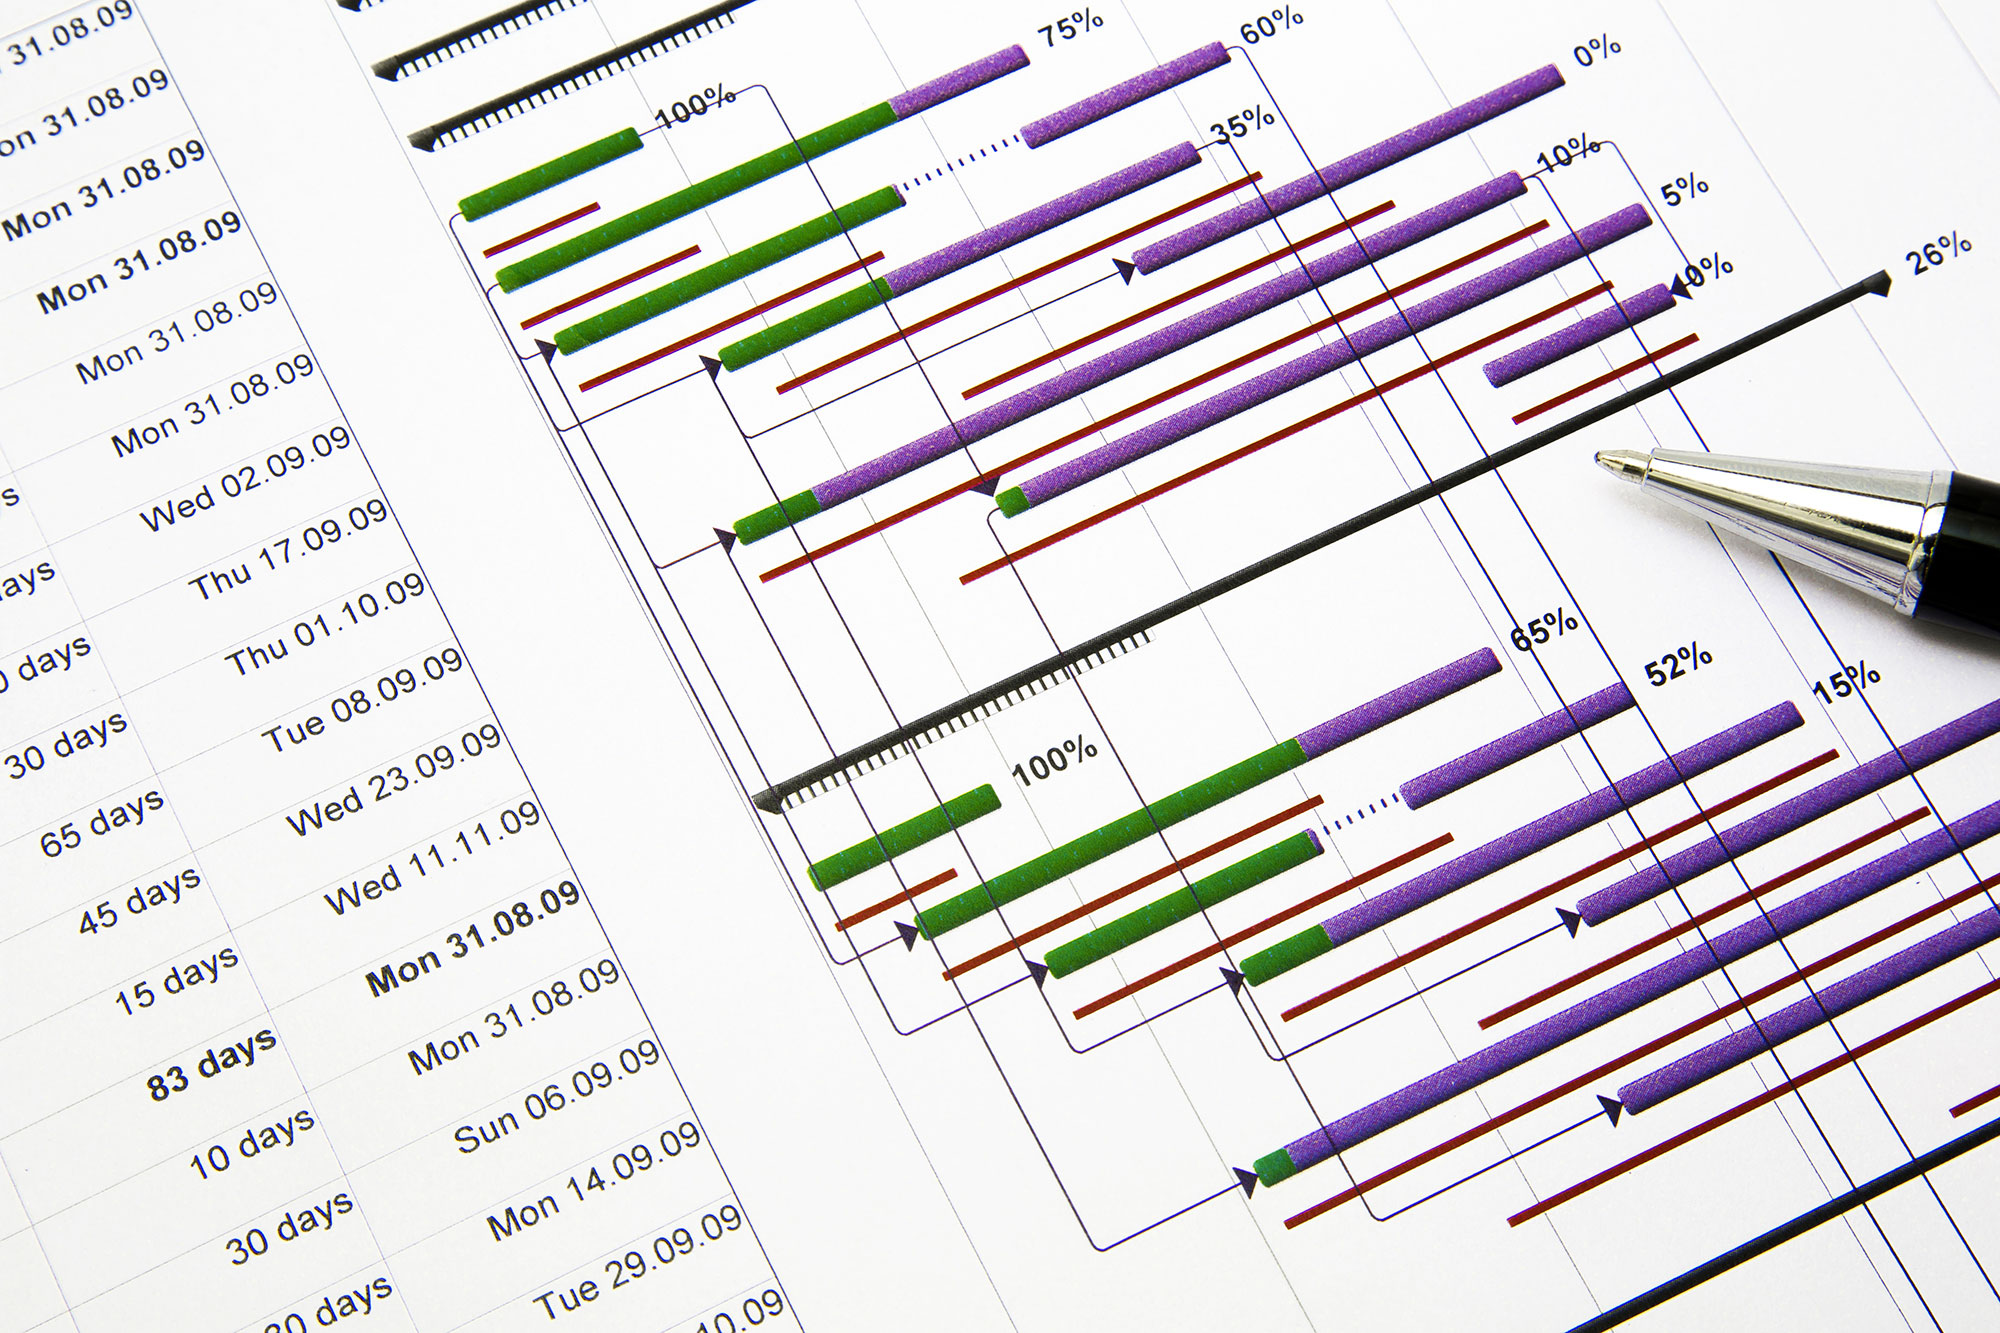 31.08.09
on 31.08.09
Mon 31.08.09
Mon 31.08.09
Mon 31.08.09 100%
Mon 31.08.09 75%
Wed 02.09.09 60%
days Thu 17.09.09 35%
30 days Thu 01.10.09 0%
65 days Tue 08.09.09 10%
45 days Wed 23.09.09 5%
15 days Wed 11.11.09
83 days Mon 31.08.09 26%
10 days Mon 31.08.09 100%
30 days Sun 06.09.09 65%
days Mon 14.09.09 52%
Tue 29.09.09 15%
10.09